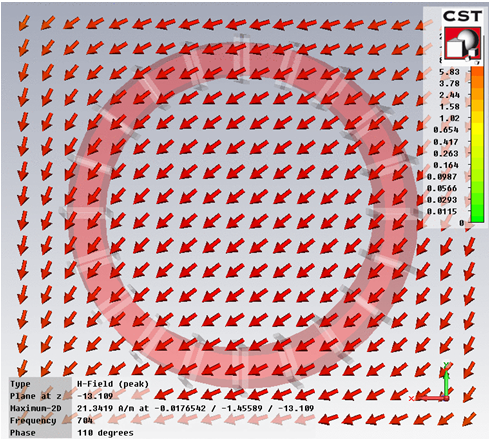 CST
5.83
3.78
2.44
1.58
1.02
0.654
0.417
0.263
0.164
0.0987
0.0566
0.0293
0.0115
0
Type H-Field (peak)
Plane at z -13.109
Maximum-2D 21.3419 A/m at -0.0176542 / -1.45589 / -13.109
Frequency 704
Phase 110 degrees
x